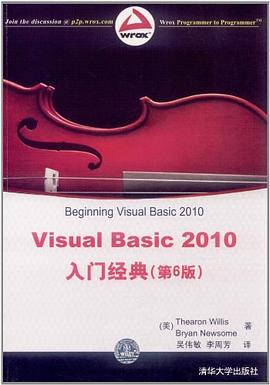 Join the discussion @ p2p.wrox.com
Wrox Programmer to Programmer™
wrox
Beginning Visual Basic 2010
Visual Basic 2010
入门经典(第6版)
(美) Thearon Willis 著
Bryan Newsome
吴伟敏 李周芳 译
清华大学出版社